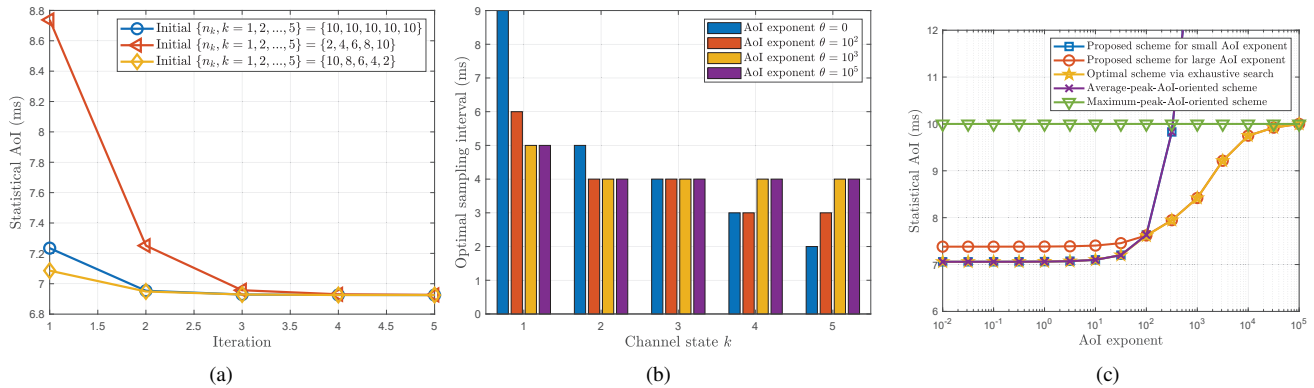 Statistical AoI (ms)
8.8
8.6
8.4
8.2
8
7.8
7.6
7.4
7.2
7
6.8
1
1.5
2
2.5
3
3.5
4
4.5
5
Iteration
Initial {n_k, k = 1, 2, ..., 5} = {10, 10, 10, 10, 10}
Initial {n_k, k = 1, 2, ..., 5} = {2, 4, 6, 8, 10}
Initial {n_k, k = 1, 2, ..., 5} = {10, 8, 6, 4, 2}
(a)
Optimal sampling interval (ms)
9
8
7
6
5
4
3
2
1
0
1
2
3
4
5
Channel state k
AoI exponent θ = 0
AoI exponent θ = 10^2
AoI exponent θ = 10^3
AoI exponent θ = 10^5
(b)
Statistical AoI (ms)
12
11
10
9
8
7
6
10^-2
10^-1
10^0
10^1
10^2
10^3
10^4
10^5
AoI exponent
Proposed scheme for small AoI exponent
Proposed scheme for large AoI exponent
Optimal scheme via exhaustive search
Average-peak-AoI-oriented scheme
Maximum-peak-AoI-oriented scheme
(c)